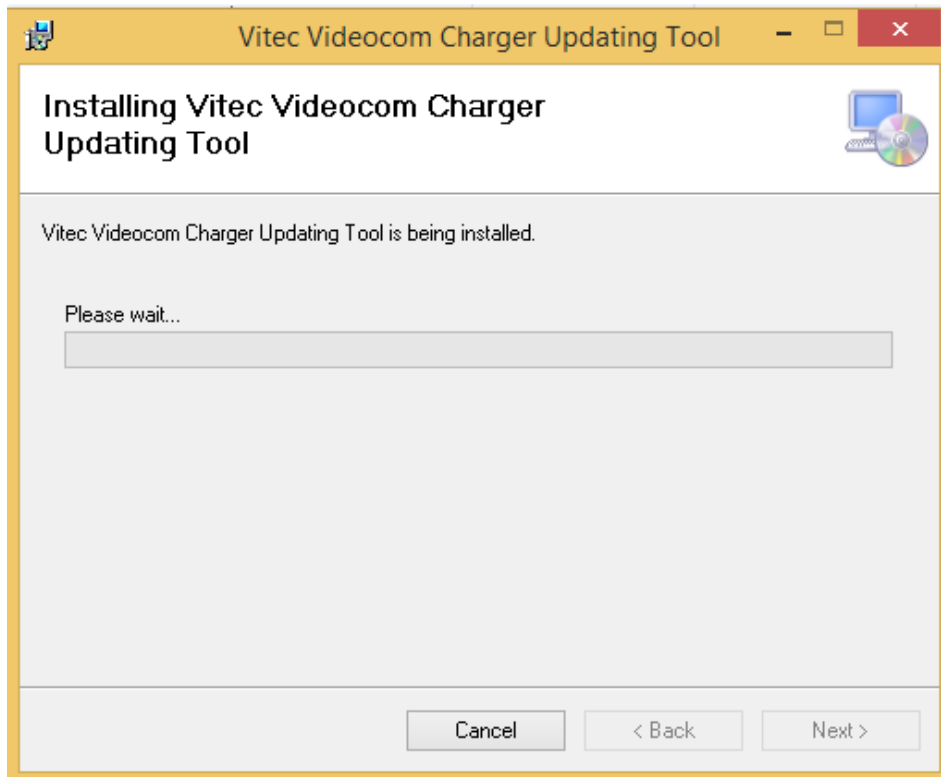 Vitec Videocom Charger Updating Tool
Installing Vitec Videocom Charger
Updating Tool
Vitec Videocom Charger Updating Tool is being installed.
Please wait...
Cancel
< Back
Next >